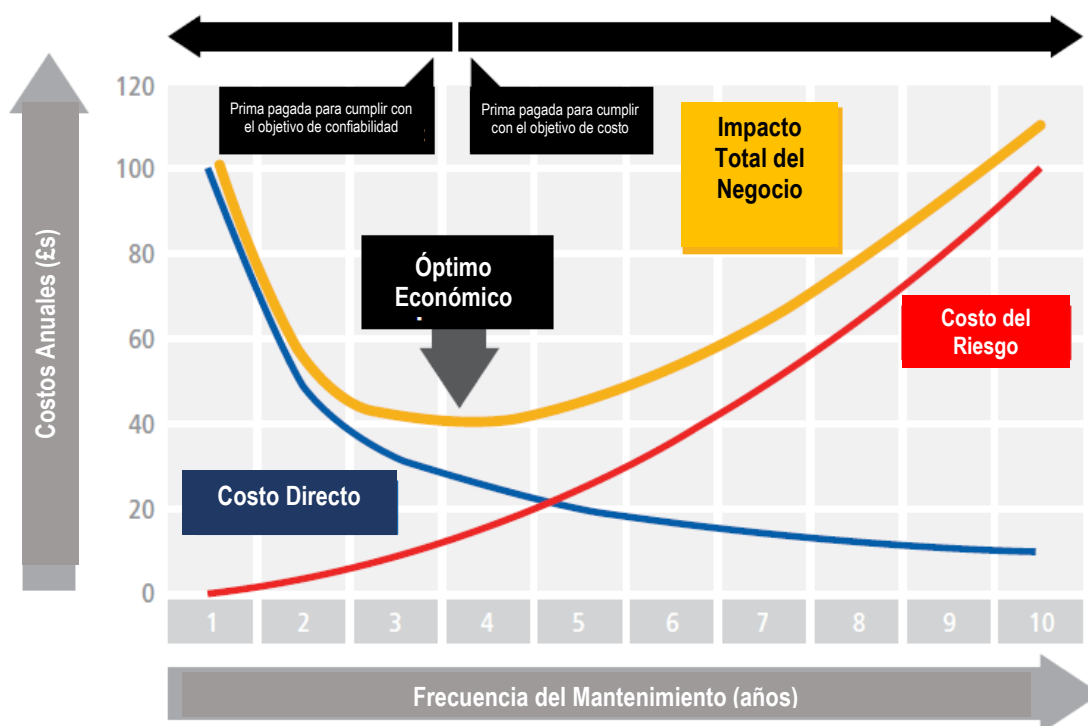 Prima pagada para cumplir con
el objetivo de confiabilidad
Prima pagada para cumplir
con el objetivo de costo
Impacto
Total del
Negocio
Óptimo
Económico
Costo del
Riesgo
Costo Directo
Costos Anuales (£s)
120
100
80
60
40
20
0
1 2 3 4 5 6 7 8 9 10
Frecuencia del Mantenimiento (años)